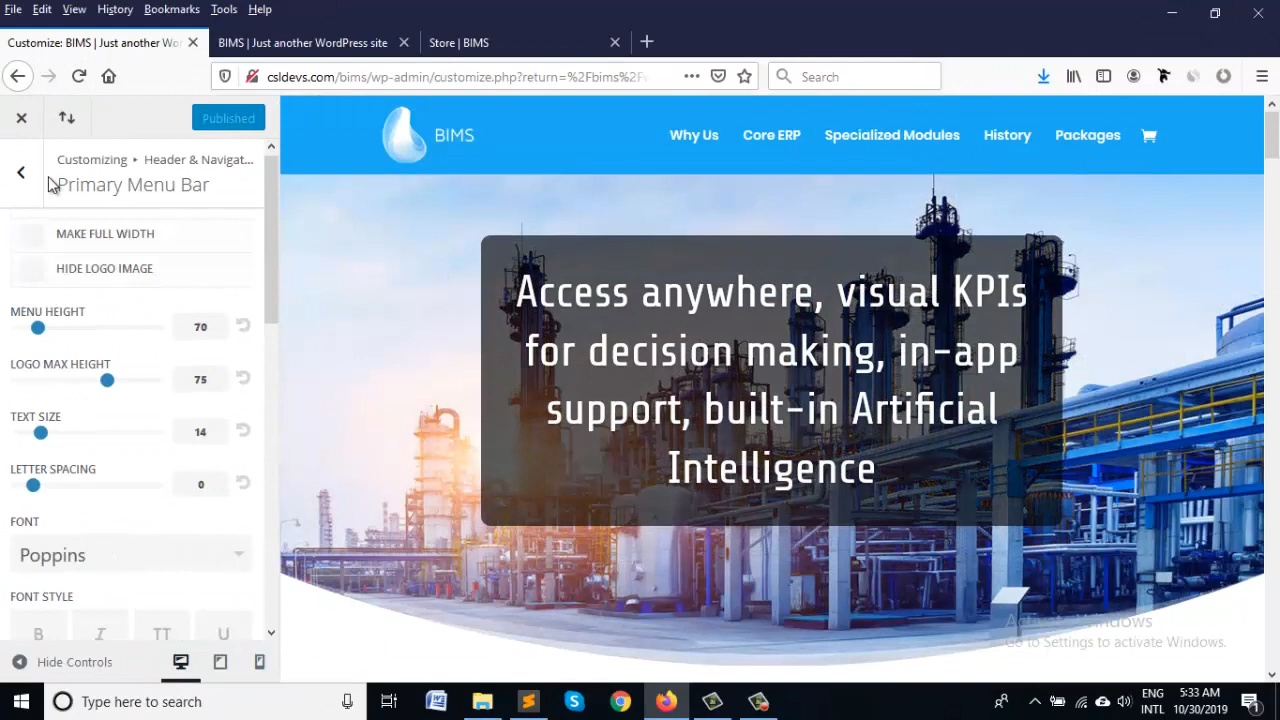 File Edit View History Bookmarks Tools Help
Customize: BIMS | Just another Wo
BIMS | Just another WordPress site
Store | BIMS
csldevs.com/bims/wp-admin/customize.php?return=%2Fbims%2Fw
Search
Published
Customizing ▸ Header & Navigat...
Primary Menu Bar
MAKE FULL WIDTH
HIDE LOGO IMAGE
MENU HEIGHT
70
LOGO MAX HEIGHT
75
TEXT SIZE
14
LETTER SPACING
0
FONT
Poppins
FONT STYLE
B I TT U
Hide Controls
BIMS
Why Us Core ERP Specialized Modules History Packages
Access anywhere, visual KPIs
for decision making, in-app
support, built-in Artificial
Intelligence
Activate Windows
Go to Settings to activate Windows.
Type here to search
ENG
INTL
5:33 AM
10/30/2019
1